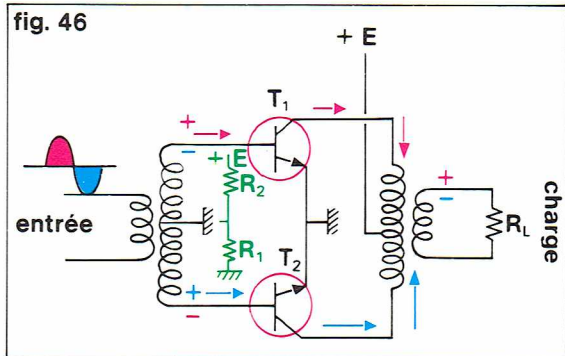 fig. 46
+ E
T1
+
−
+ E
R2
+
−
entrée
RL
charge
R1
T2
+
−